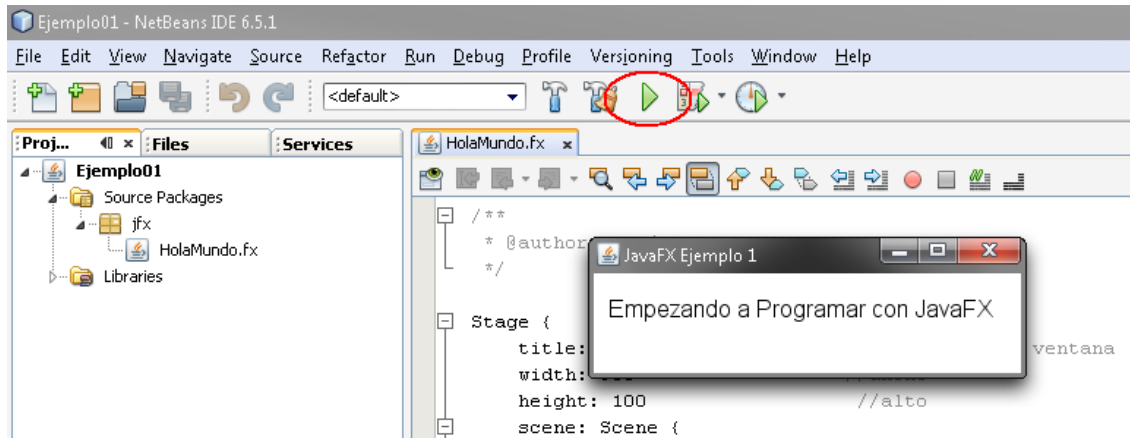 Ejemplo01 - NetBeans IDE 6.5.1
File Edit View Navigate Source Refactor Run Debug Profile Versioning Tools Window Help
<default>
Proj... Files Services
Ejemplo01
Source Packages
jfx
HolaMundo.fx
Libraries
HolaMundo.fx
/**
* @author
*/
Stage {
title: ventana
width:
height: 100 //alto
scene: Scene {
JavaFX Ejemplo 1
Empezando a Programar con JavaFX